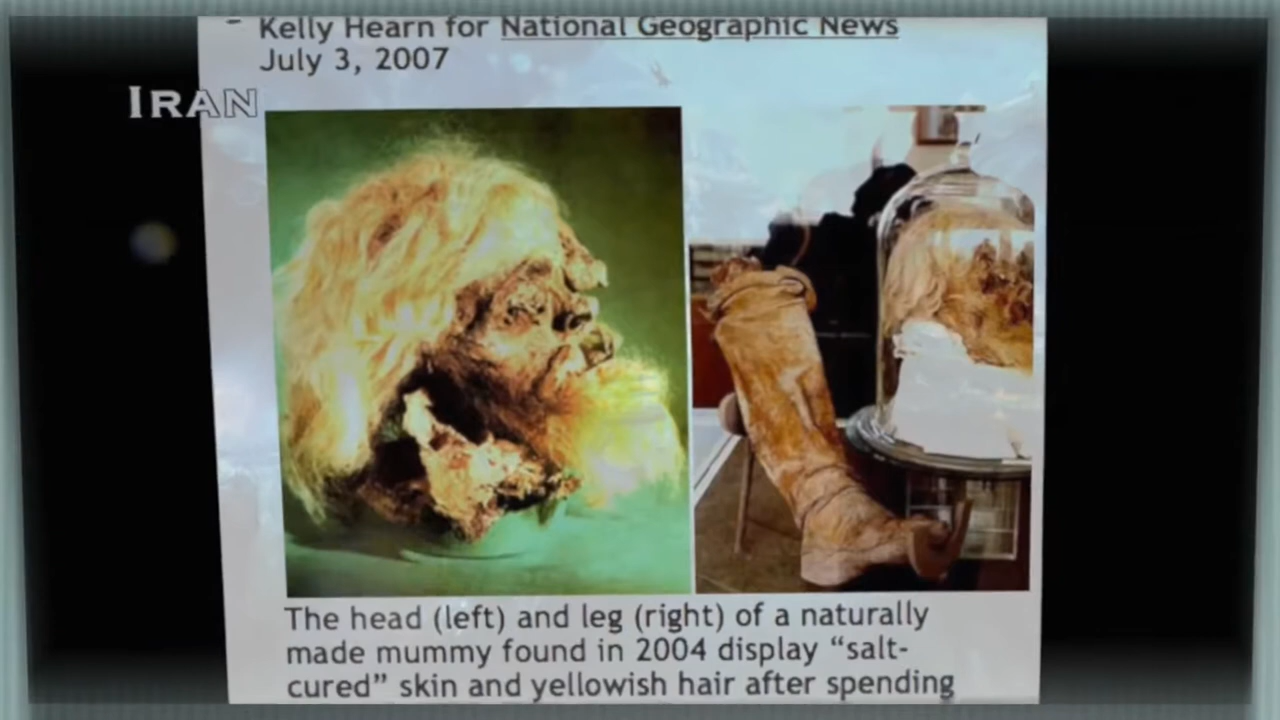 Kelly Hearn for National Geographic News
July 3, 2007
IRAN
The head (left) and leg (right) of a naturally
made mummy found in 2004 display “salt-
cured” skin and yellowish hair after spending